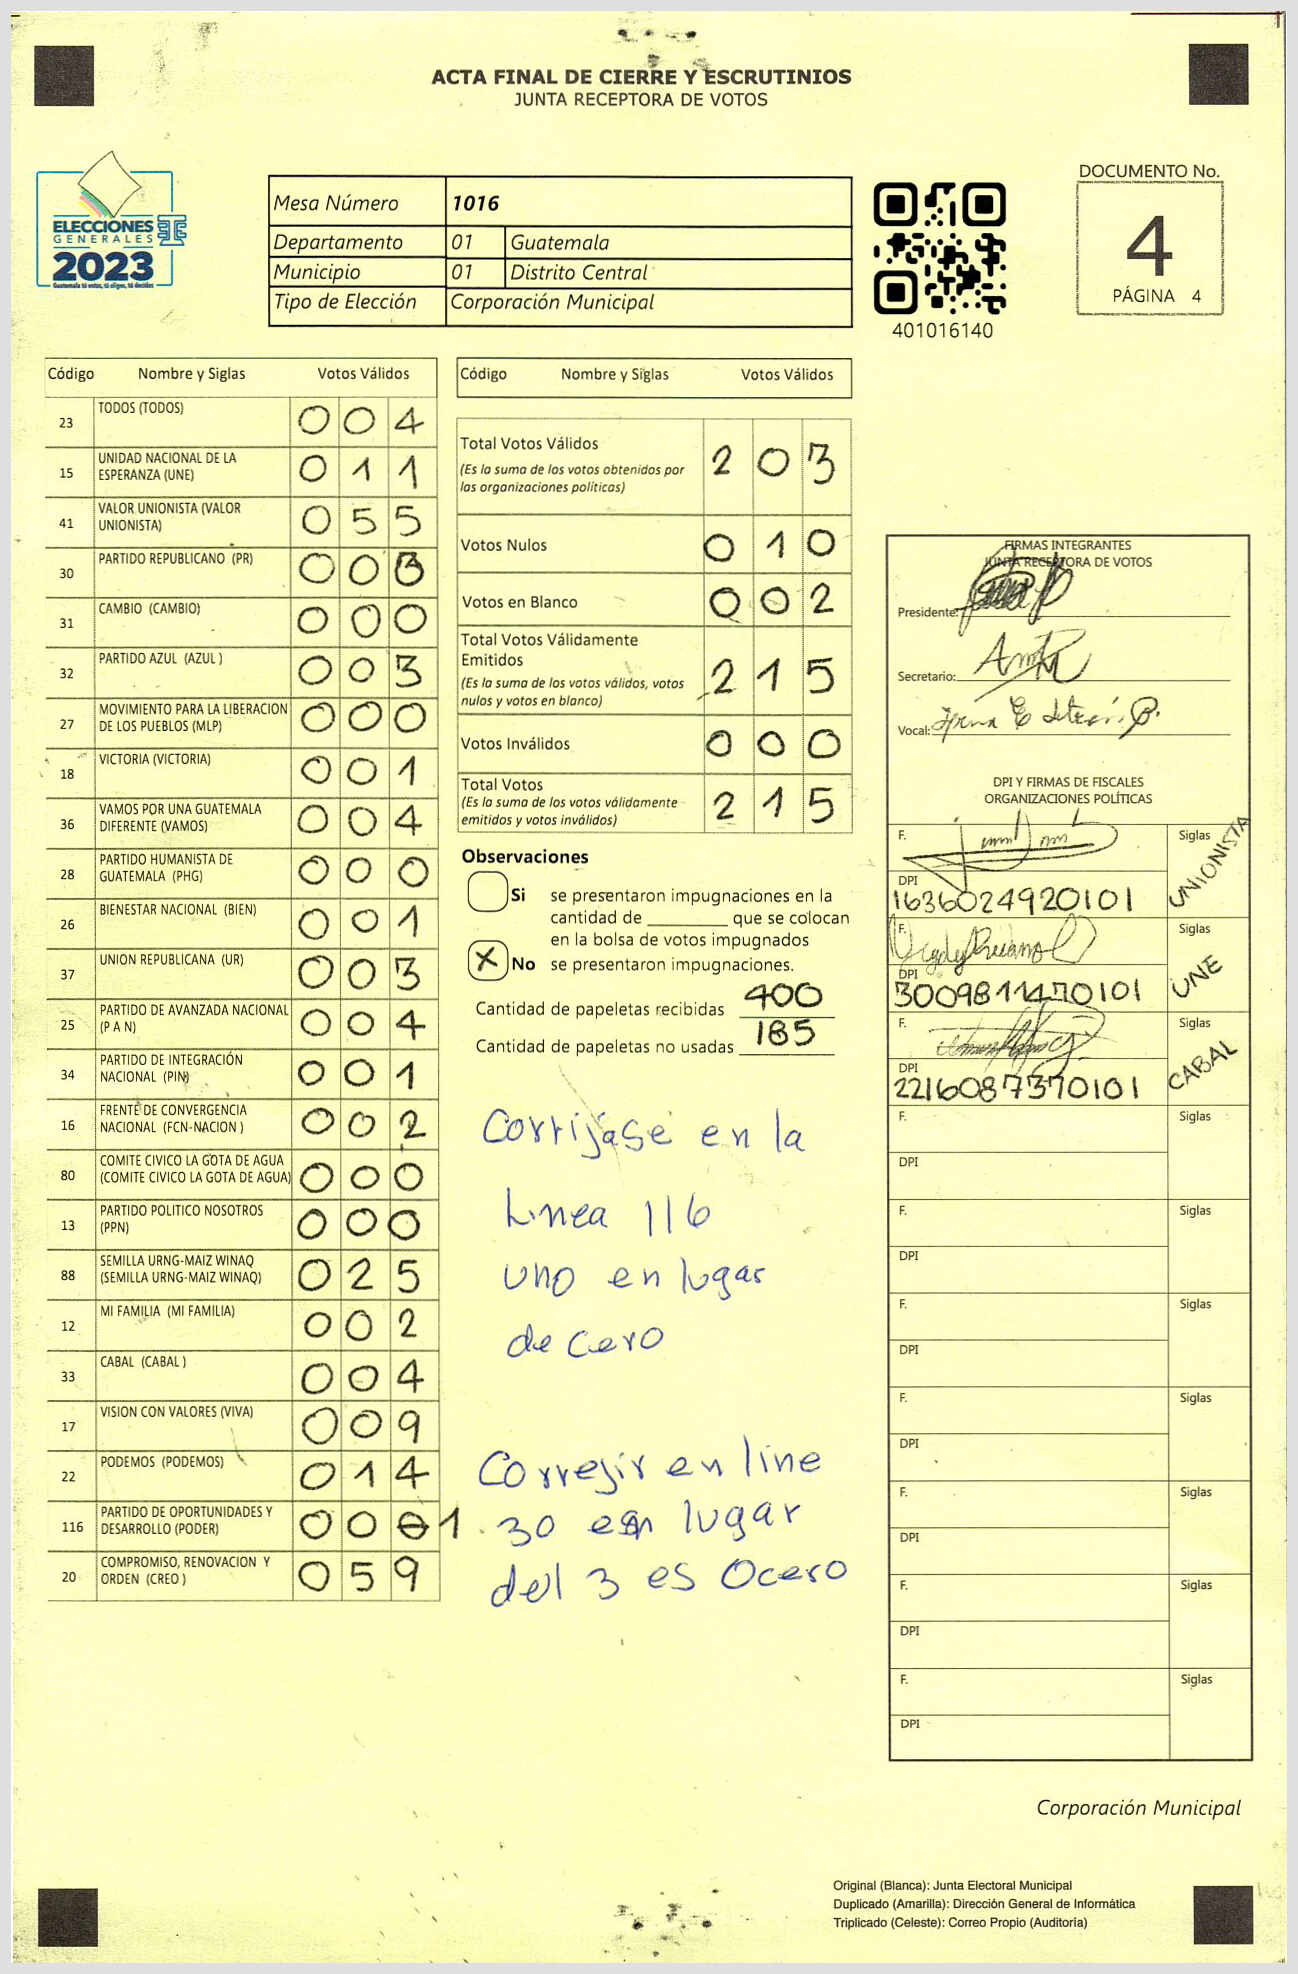 ACTA FINAL DE CIERRE Y ESCRUTINIOS
JUNTA RECEPTORA DE VOTOS
ELECCIONES
GENERALES
2023
Guatemala tú votas, tú eliges, tú decides
Mesa Número 1016
Departamento 01 Guatemala
Municipio 01 Distrito Central
Tipo de Elección Corporación Municipal
401016140
DOCUMENTO No.
4
PÁGINA 4
Código Nombre y Siglas Votos Válidos
23 TODOS (TODOS) 0 0 4
15 UNIDAD NACIONAL DE LA ESPERANZA (UNE) 0 1 1
41 VALOR UNIONISTA (VALOR UNIONISTA) 0 5 5
30 PARTIDO REPUBLICANO (PR) 0 0
31 CAMBIO (CAMBIO) 0 0 0
32 PARTIDO AZUL (AZUL ) 0 0 3
27 MOVIMIENTO PARA LA LIBERACION DE LOS PUEBLOS (MLP) 0 0 0
18 VICTORIA (VICTORIA) 0 0 1
36 VAMOS POR UNA GUATEMALA DIFERENTE (VAMOS) 0 0 4
28 PARTIDO HUMANISTA DE GUATEMALA (PHG) 0 0 0
26 BIENESTAR NACIONAL (BIEN) 0 0 1
37 UNION REPUBLICANA (UR) 0 0 3
25 PARTIDO DE AVANZADA NACIONAL (P A N) 0 0 4
34 PARTIDO DE INTEGRACIÓN NACIONAL (PIN) 0 0 1
16 FRENTE DE CONVERGENCIA NACIONAL (FCN-NACION ) 0 0 2
80 COMITE CIVICO LA GOTA DE AGUA (COMITE CIVICO LA GOTA DE AGUA) 0 0 0
13 PARTIDO POLITICO NOSOTROS (PPN) 0 0 0
88 SEMILLA URNG-MAIZ WINAQ (SEMILLA URNG-MAIZ WINAQ) 0 2 5
12 MI FAMILIA (MI FAMILIA) 0 0 2
33 CABAL (CABAL ) 0 0 4
17 VISION CON VALORES (VIVA) 0 0 9
22 PODEMOS (PODEMOS) 0 1 4
116 PARTIDO DE OPORTUNIDADES Y DESARROLLO (PODER) 0 0 0 1
20 COMPROMISO, RENOVACION Y ORDEN (CREO ) 0 5 9
Código Nombre y Siglas Votos Válidos
Total Votos Válidos 2 0 3
(Es la suma de los votos obtenidos por
las organizaciones políticas)
Votos Nulos 0 1 0
Votos en Blanco 0 0 2
Total Votos Válidamente
Emitidos 2 1 5
(Es la suma de los votos válidos, votos
nulos y votos en blanco)
Votos Inválidos 0 0 0
Total Votos 2 1 5
(Es la suma de los votos válidamente
emitidos y votos inválidos)
Observaciones
Si se presentaron impugnaciones en la
cantidad de ________ que se colocan
en la bolsa de votos impugnados
X No se presentaron impugnaciones.
Cantidad de papeletas recibidas 400
Cantidad de papeletas no usadas 185
Corrijase en la
Linea 116
uno en lugar
de cero
Correjir en line
30 en lugar
del 3 es 0cero
FIRMAS INTEGRANTES
JUNTA RECEPTORA DE VOTOS
Presidente:
Secretario:
Vocal:
DPI Y FIRMAS DE FISCALES
ORGANIZACIONES POLÍTICAS
F. Siglas UNIONISTA
DPI 1636024920101
F. Siglas UNE
DPI 3009811470101
F. Siglas CABAL
DPI 2216087370101
F. Siglas
DPI
F. Siglas
DPI
F. Siglas
DPI
F. Siglas
DPI
F. Siglas
DPI
F. Siglas
DPI
F. Siglas
DPI
Corporación Municipal
Original (Blanca): Junta Electoral Municipal
Duplicado (Amarilla): Dirección General de Informática
Triplicado (Celeste): Correo Propio (Auditoría)